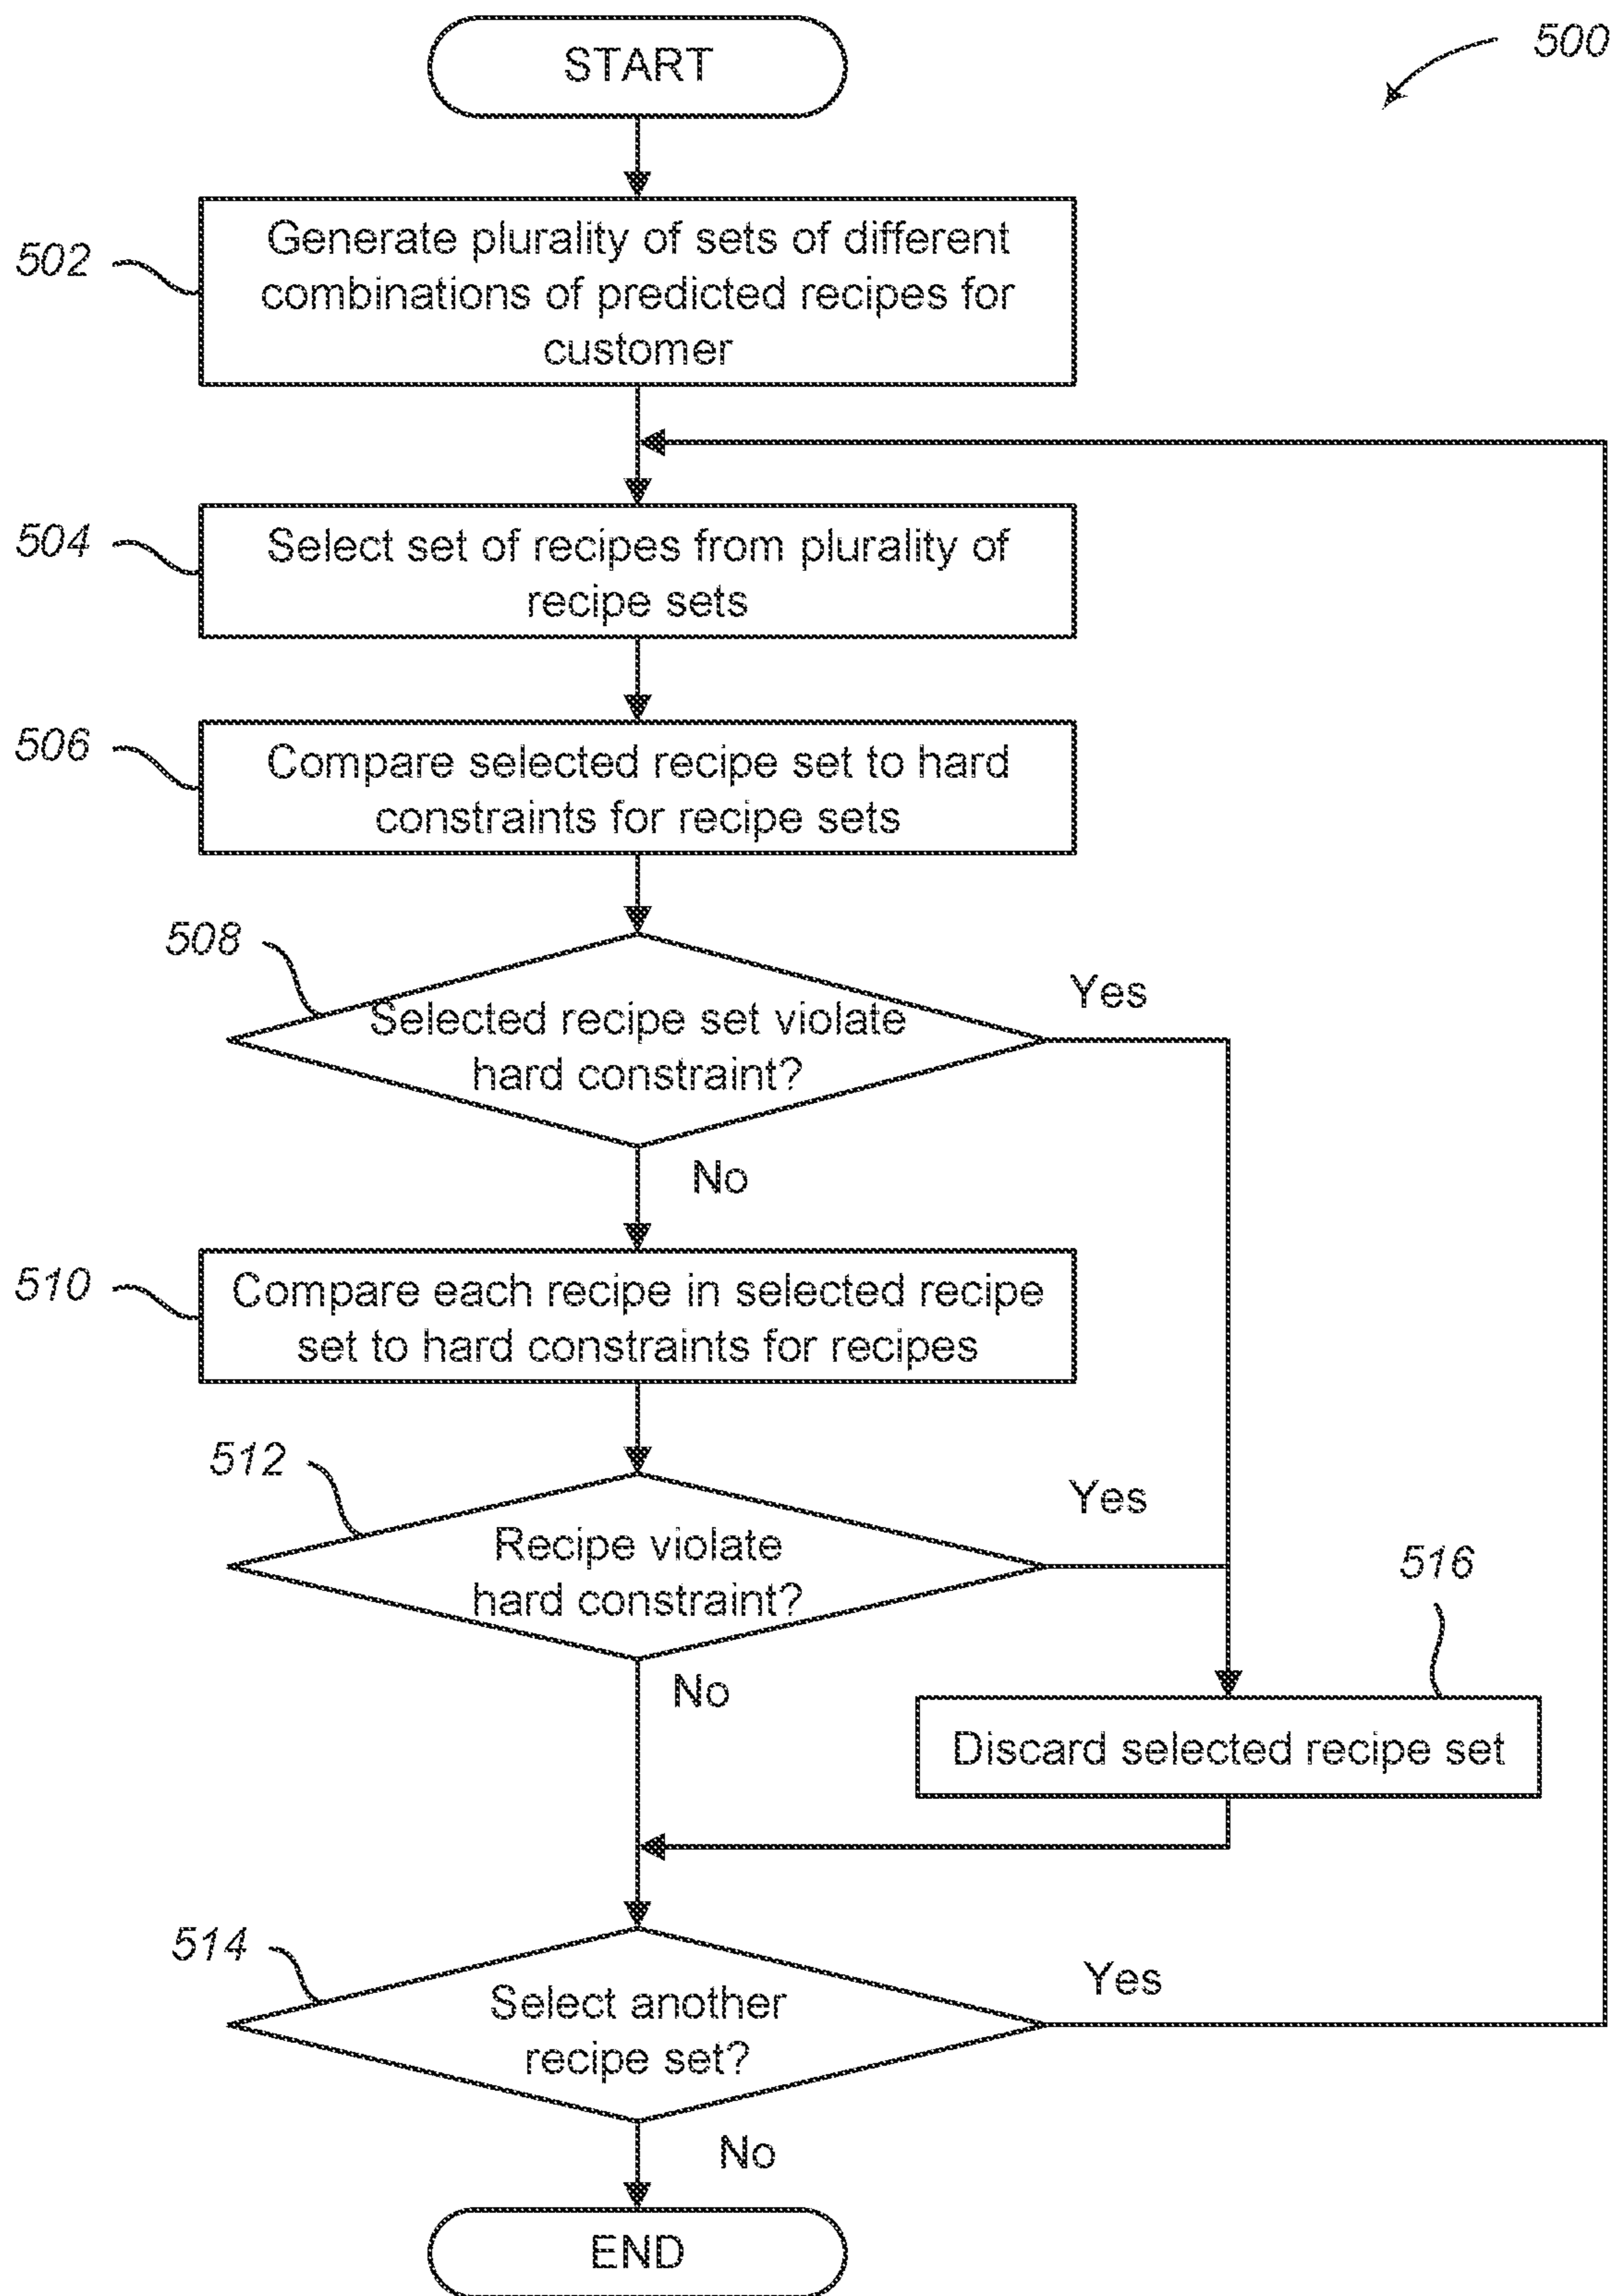 START
500
502
Generate plurality of sets of different
combinations of predicted recipes for
customer
504
Select set of recipes from plurality of
recipe sets
506
Compare selected recipe set to hard
constraints for recipe sets
508
Selected recipe set violate
hard constraint?
Yes
No
510
Compare each recipe in selected recipe
set to hard constraints for recipes
512
Recipe violate
hard constraint?
Yes
No
516
Discard selected recipe set
514
Select another
recipe set?
Yes
No
END